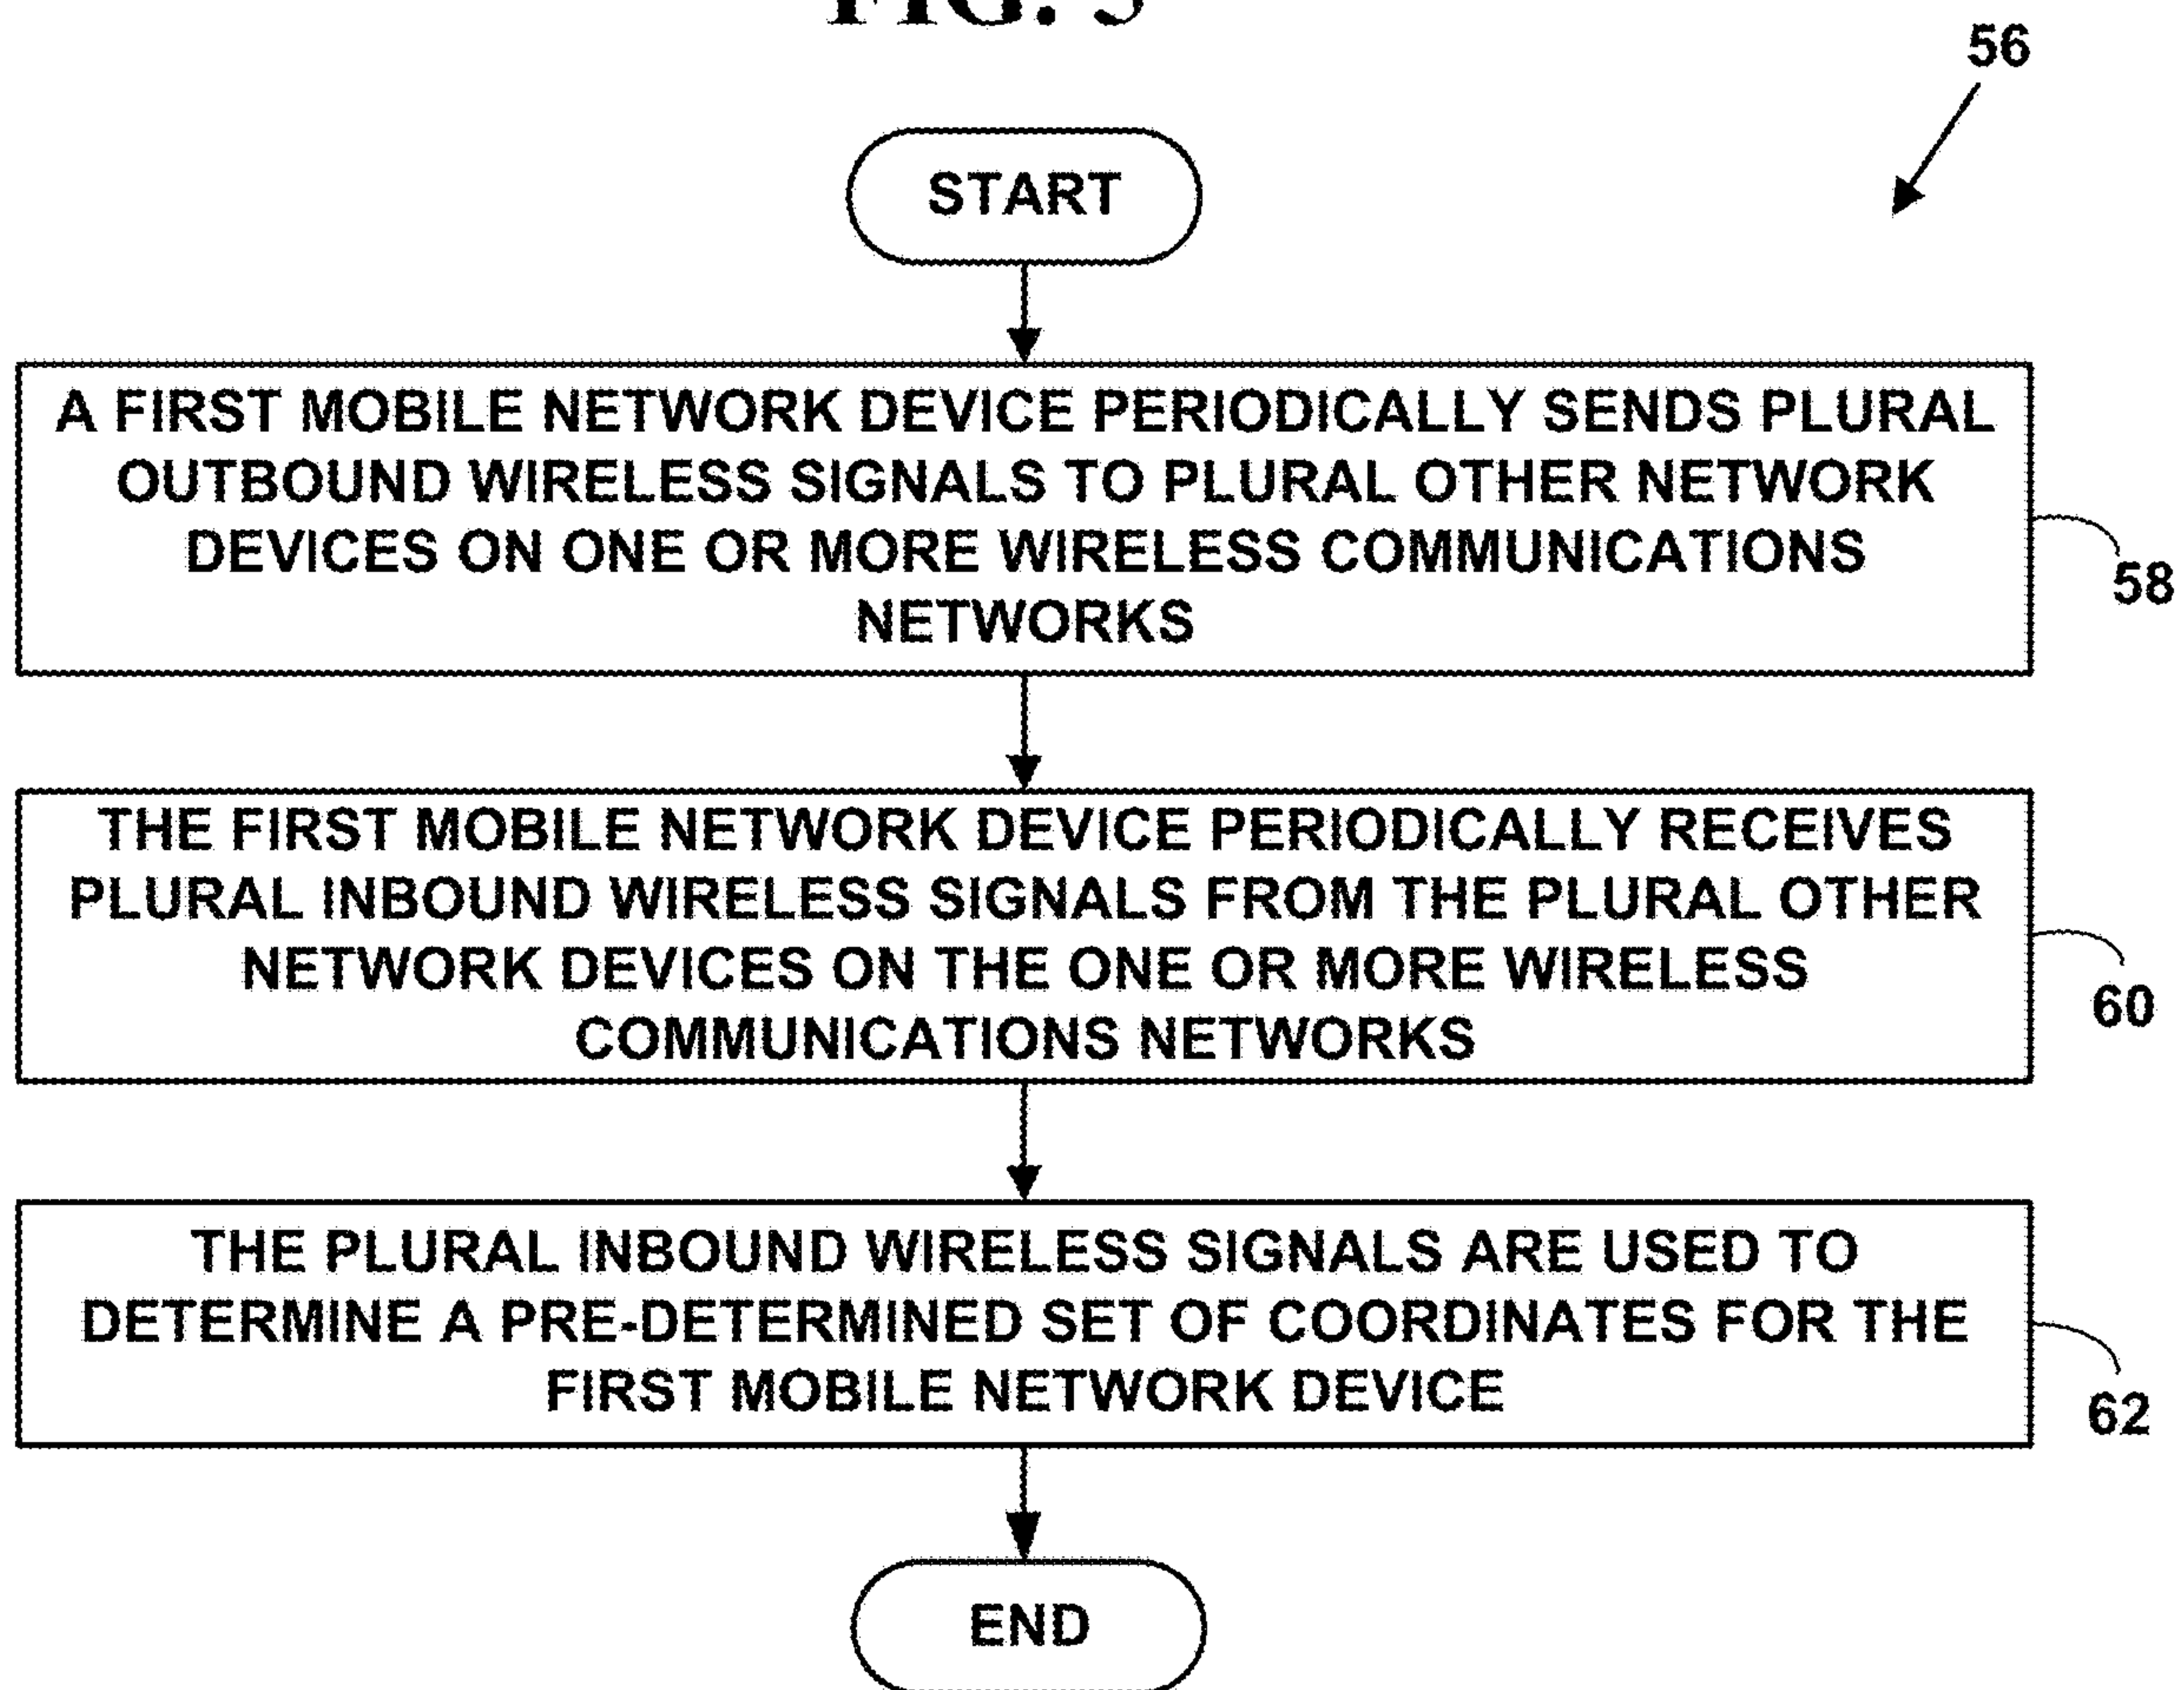 FIG.
56
START
A FIRST MOBILE NETWORK DEVICE PERIODICALLY SENDS PLURAL
OUTBOUND WIRELESS SIGNALS TO PLURAL OTHER NETWORK
DEVICES ON ONE OR MORE WIRELESS COMMUNICATIONS
NETWORKS
58
THE FIRST MOBILE NETWORK DEVICE PERIODICALLY RECEIVES
PLURAL INBOUND WIRELESS SIGNALS FROM THE PLURAL OTHER
NETWORK DEVICES ON THE ONE OR MORE WIRELESS
COMMUNICATIONS NETWORKS
60
THE PLURAL INBOUND WIRELESS SIGNALS ARE USED TO
DETERMINE A PRE-DETERMINED SET OF COORDINATES FOR THE
FIRST MOBILE NETWORK DEVICE
62
END